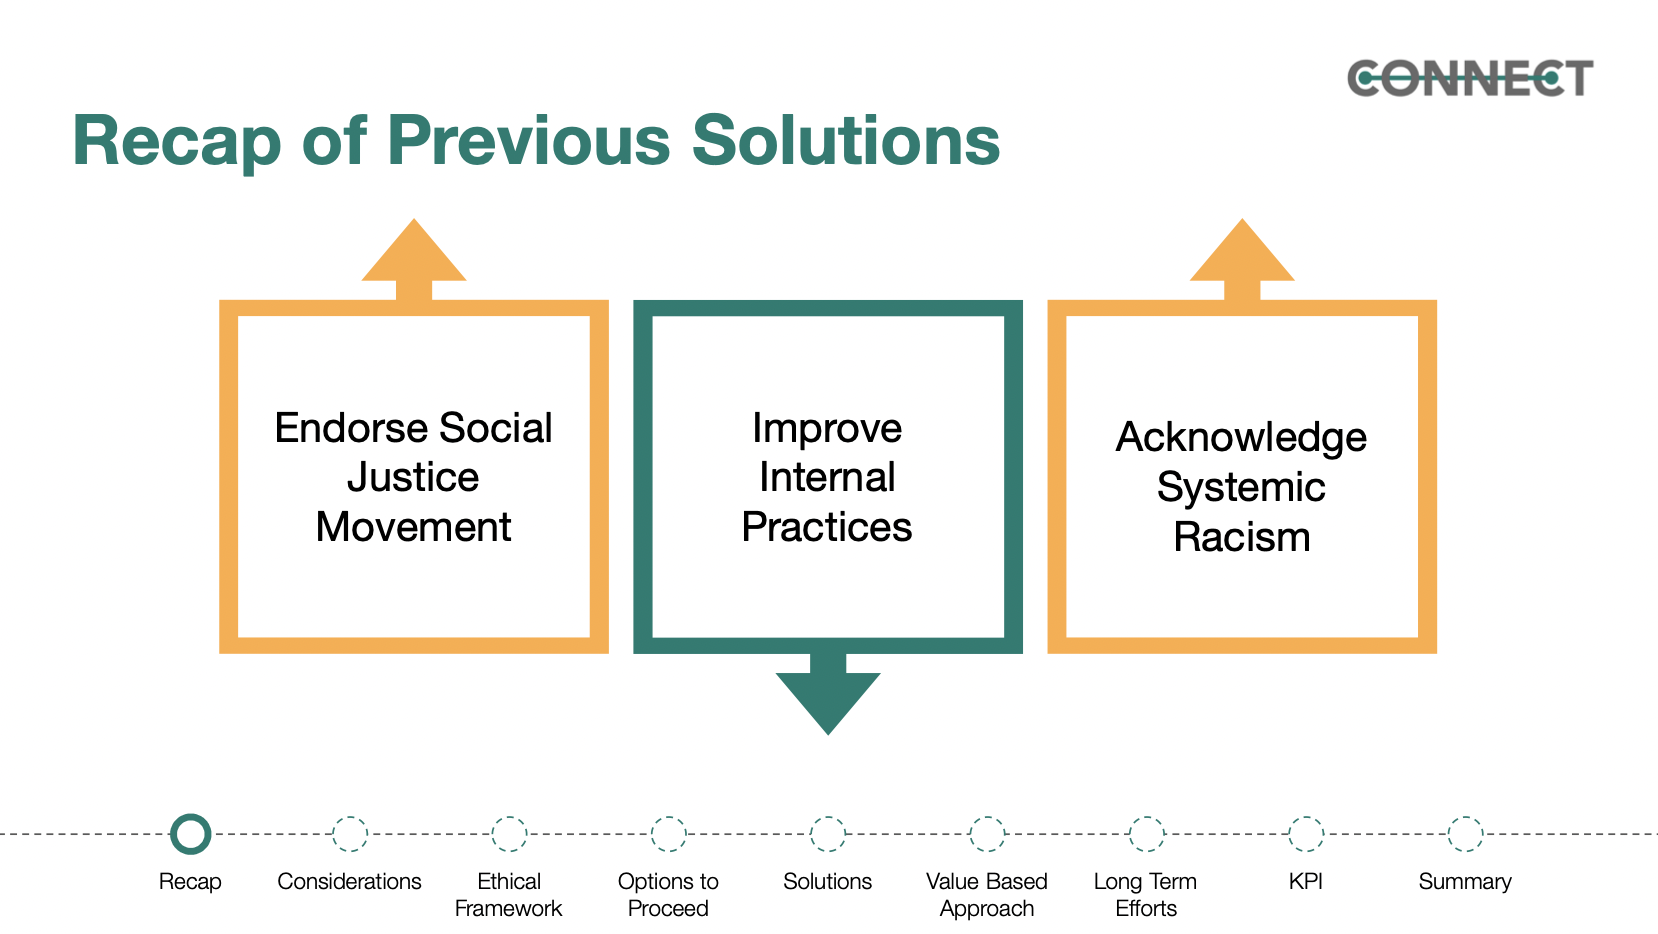 CONNECT
Recap of Previous Solutions
Endorse Social
Justice
Movement
Improve
Internal
Practices
Acknowledge
Systemic
Racism
Recap
Considerations
Ethical
Framework
Options to
Proceed
Solutions
Value Based
Approach
Long Term
Efforts
KPI
Summary